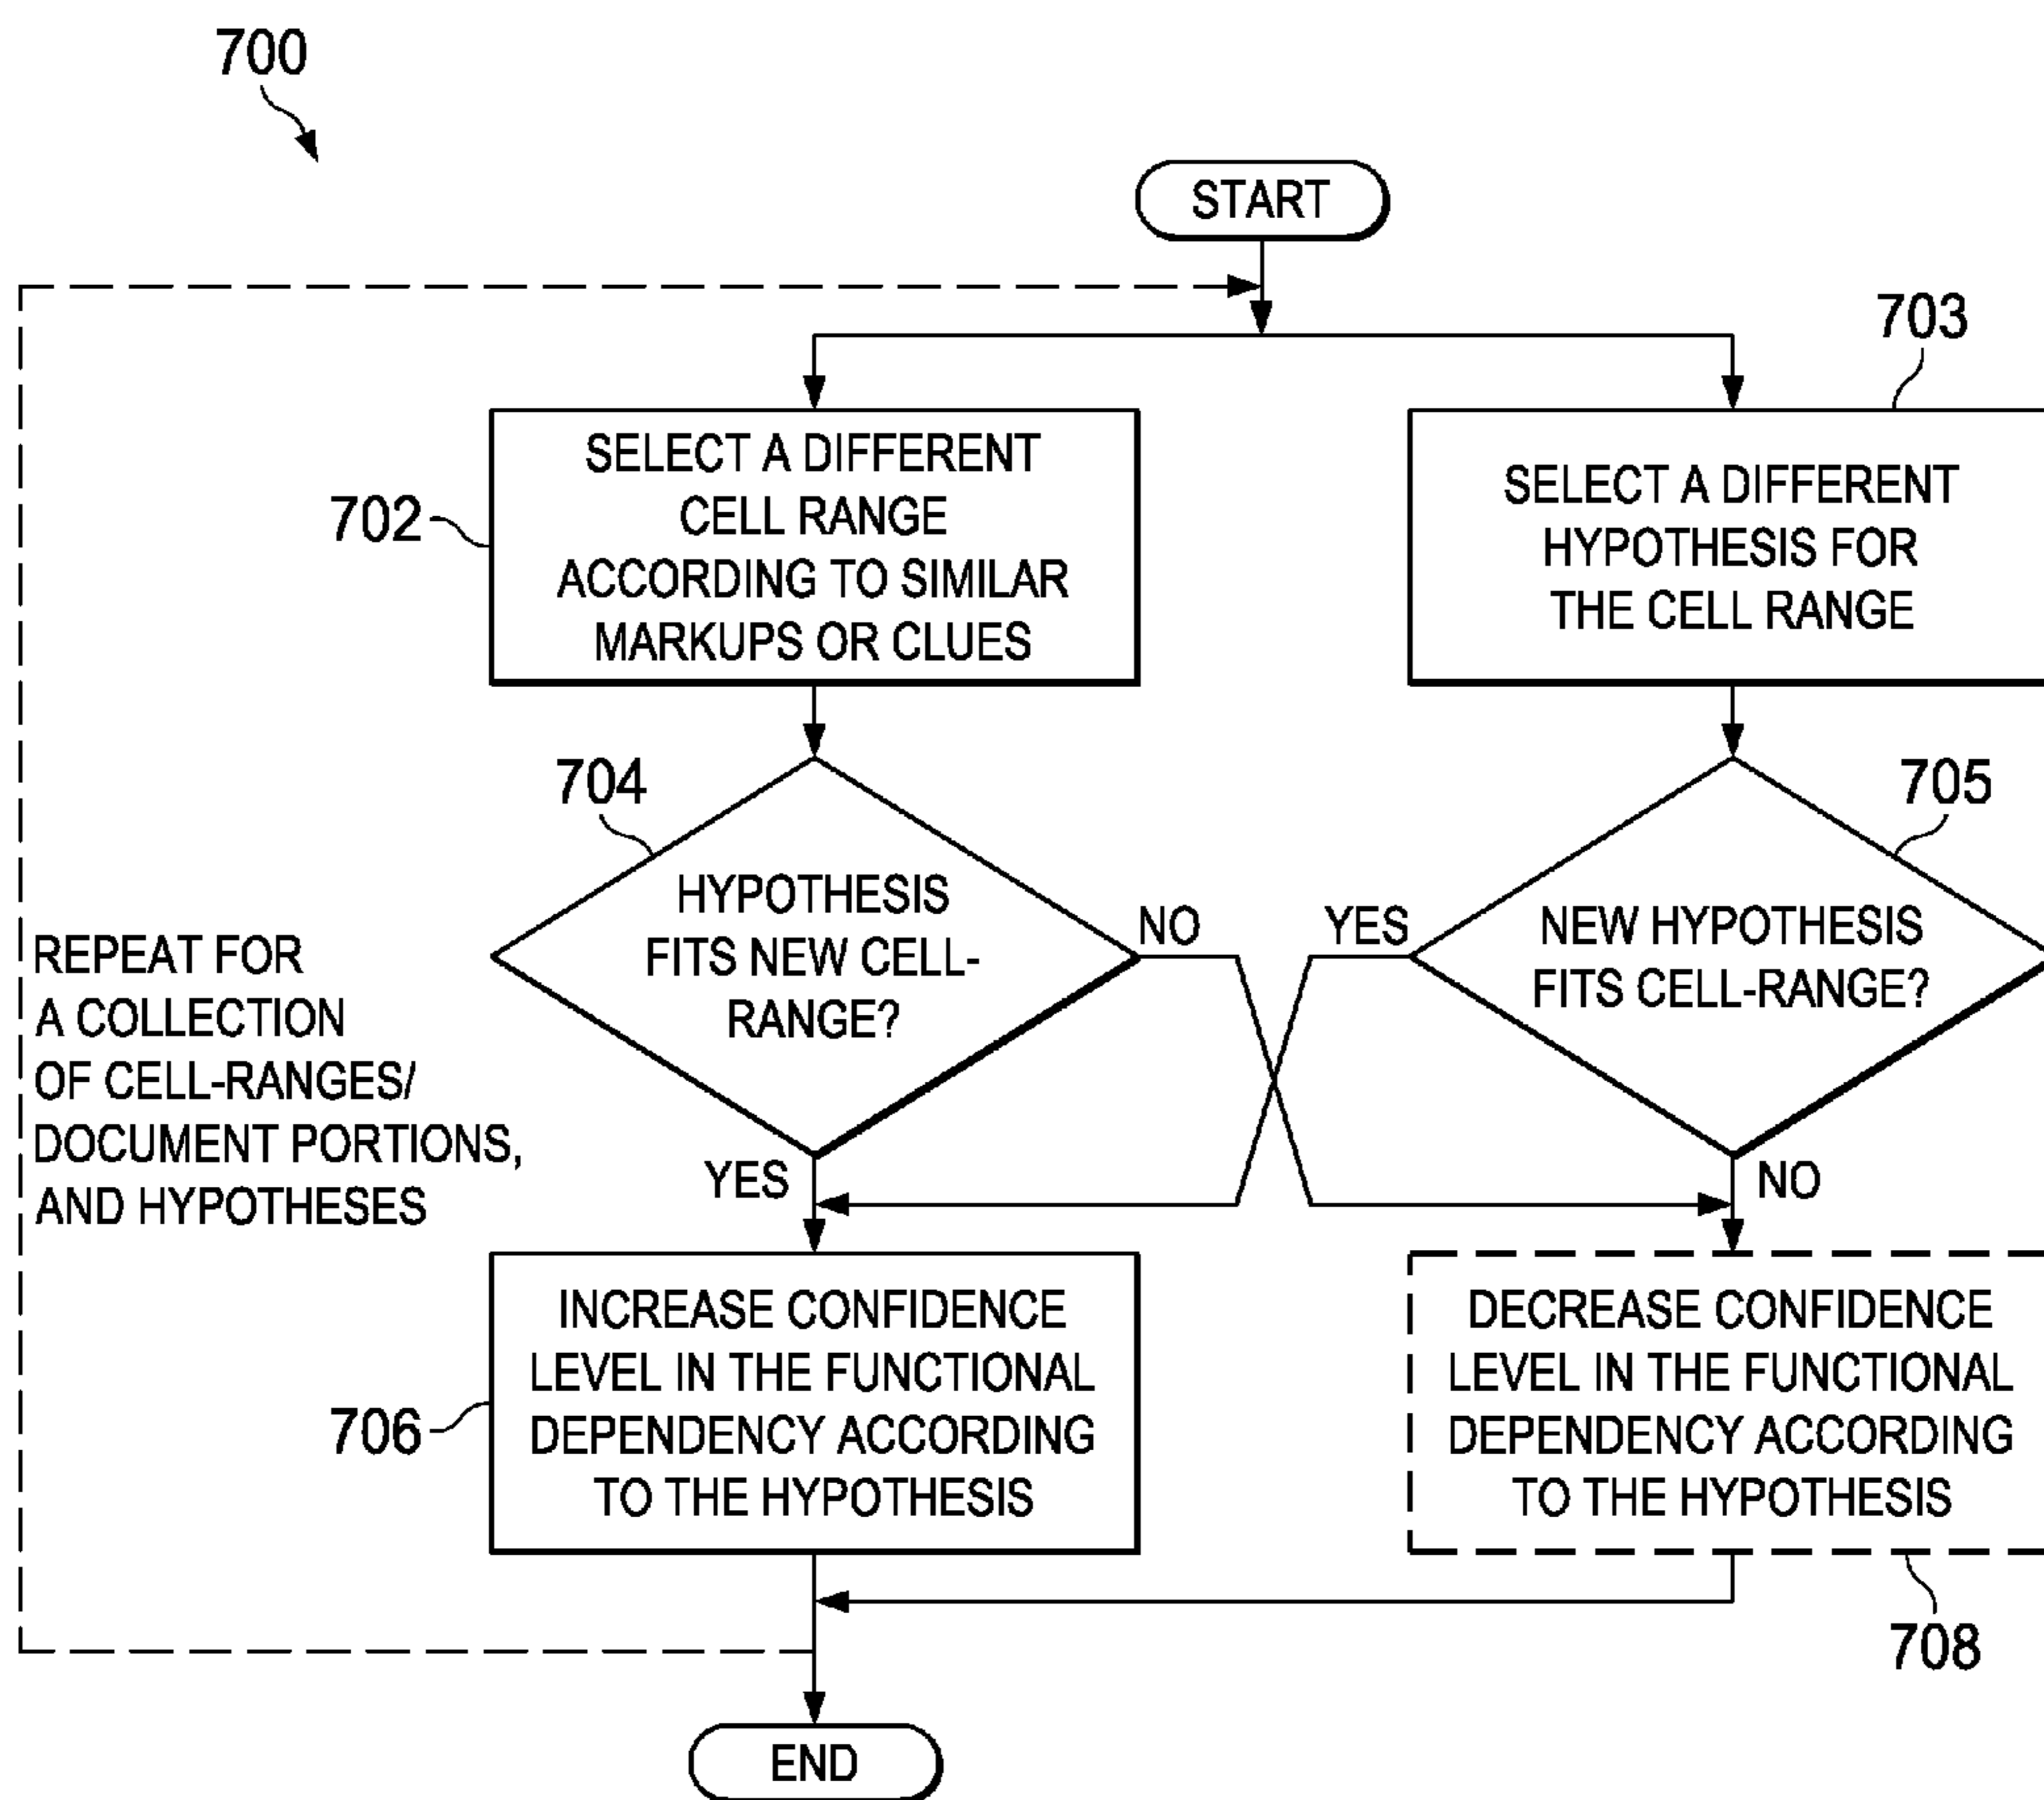 700
START
703
SELECT A DIFFERENT
CELL RANGE
ACCORDING TO SIMILAR
MARKUPS OR CLUES
702
SELECT A DIFFERENT
HYPOTHESIS FOR
THE CELL RANGE
704
HYPOTHESIS
FITS NEW CELL-
RANGE?
NO
YES
705
NEW HYPOTHESIS
FITS CELL-RANGE?
REPEAT FOR
A COLLECTION
OF CELL-RANGES/
DOCUMENT PORTIONS,
AND HYPOTHESES
YES
NO
INCREASE CONFIDENCE
LEVEL IN THE FUNCTIONAL
DEPENDENCY ACCORDING
TO THE HYPOTHESIS
706
DECREASE CONFIDENCE
LEVEL IN THE FUNCTIONAL
DEPENDENCY ACCORDING
TO THE HYPOTHESIS
708
END